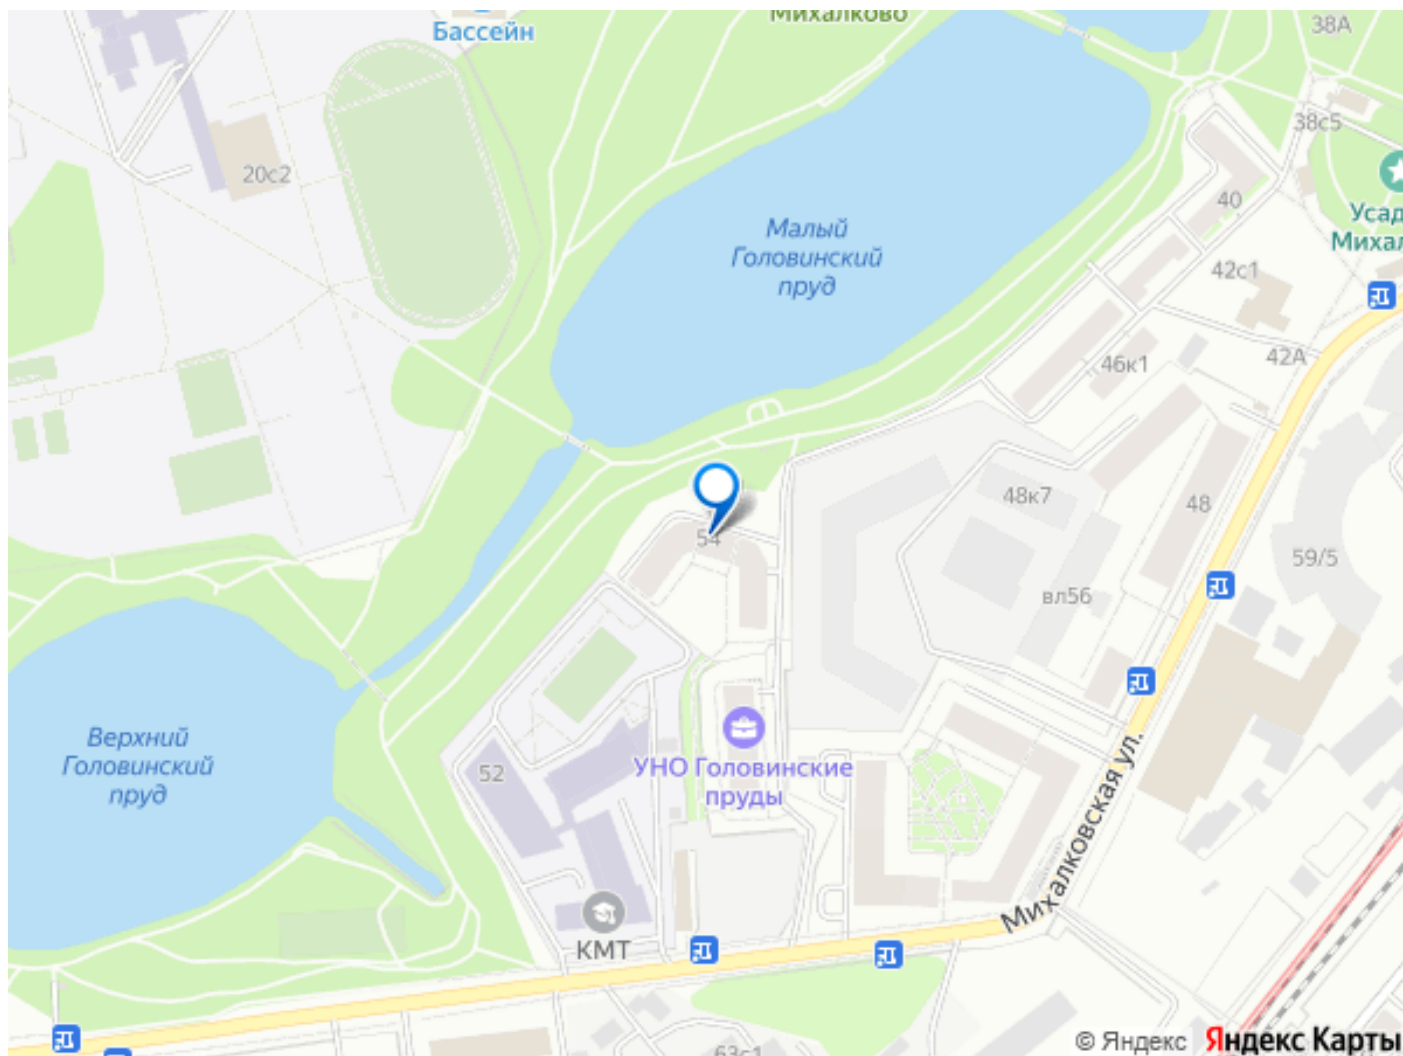 Михалково
38А
Бассейн
38с5
20с2
40
Усад
Михал
Малый
Головинский
пруд
42с1
42А
46к1
48к7
48
54
59/5
вл56
Верхний
Головинский
пруд
52
УНО Головинские
пруды
Михалковская ул.
КМТ
63с1
© Яндекс Яндекс Карты